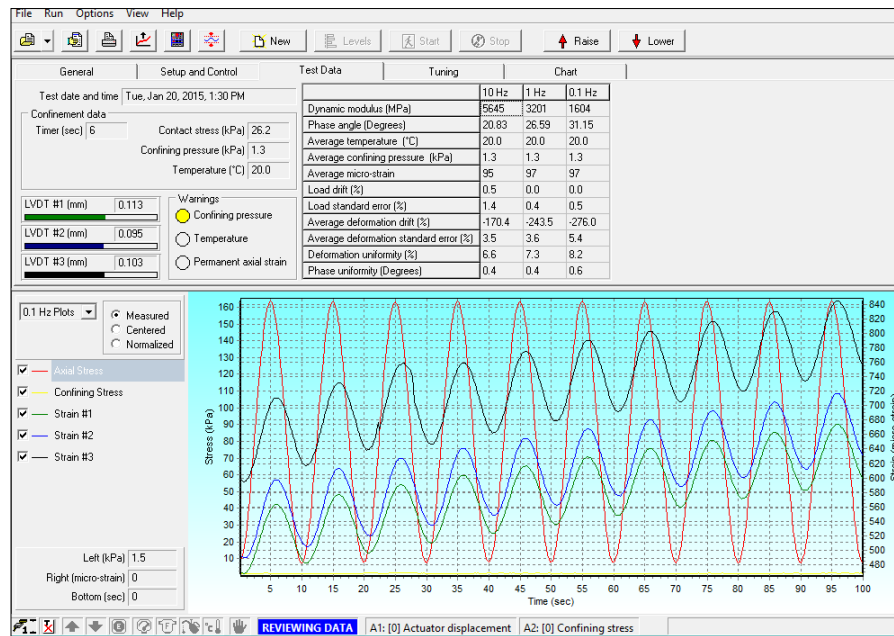 File Run Options View Help
New Levels Start Stop Raise Lower
General Setup and Control Test Data Tuning Chart
Test date and time Tue, Jan 20, 2015, 1:30 PM
Confinement data
Timer (sec) 6 Contact stress (kPa) 26.2
Confining pressure (kPa) 1.3
Temperature (°C) 20.0
LVDT #1 (mm) 0.113
LVDT #2 (mm) 0.095
LVDT #3 (mm) 0.103
Warnings
Confining pressure
Temperature
Permanent axial strain
10 Hz 1 Hz 0.1 Hz
Dynamic modulus (MPa) 5645 3201 1604
Phase angle (Degrees) 20.83 26.59 31.15
Average temperature (°C) 20.0 20.0 20.0
Average confining pressure (kPa) 1.3 1.3 1.3
Average micro-strain 95 97 97
Load drift (%) 0.5 0.0 0.0
Load standard error (%) 1.4 0.4 0.5
Average deformation drift (%) -170.4 -243.5 -276.0
Average deformation standard error (%) 3.5 3.6 5.4
Deformation uniformity (%) 6.6 7.3 8.2
Phase uniformity (Degrees) 0.4 0.4 0.6
0.1 Hz Plots
Measured
Centered
Normalized
Axial Stress
Confining Stress
Strain #1
Strain #2
Strain #3
Left (kPa) 1.5
Right (micro-strain) 0
Bottom (sec) 0
Stress (kPa)
160
150
140
130
120
110
100
90
80
70
60
50
40
30
20
10
840
820
800
780
760
740
720
700
680
660
640
620
600
580
560
540
520
500
480
Strain (micro-strain)
5 10 15 20 25 30 35 40 45 50 55 60 65 70 75 80 85 90 95 100
Time (sec)
REVIEWING DATA A1: [0] Actuator displacement A2: [0] Confining stress